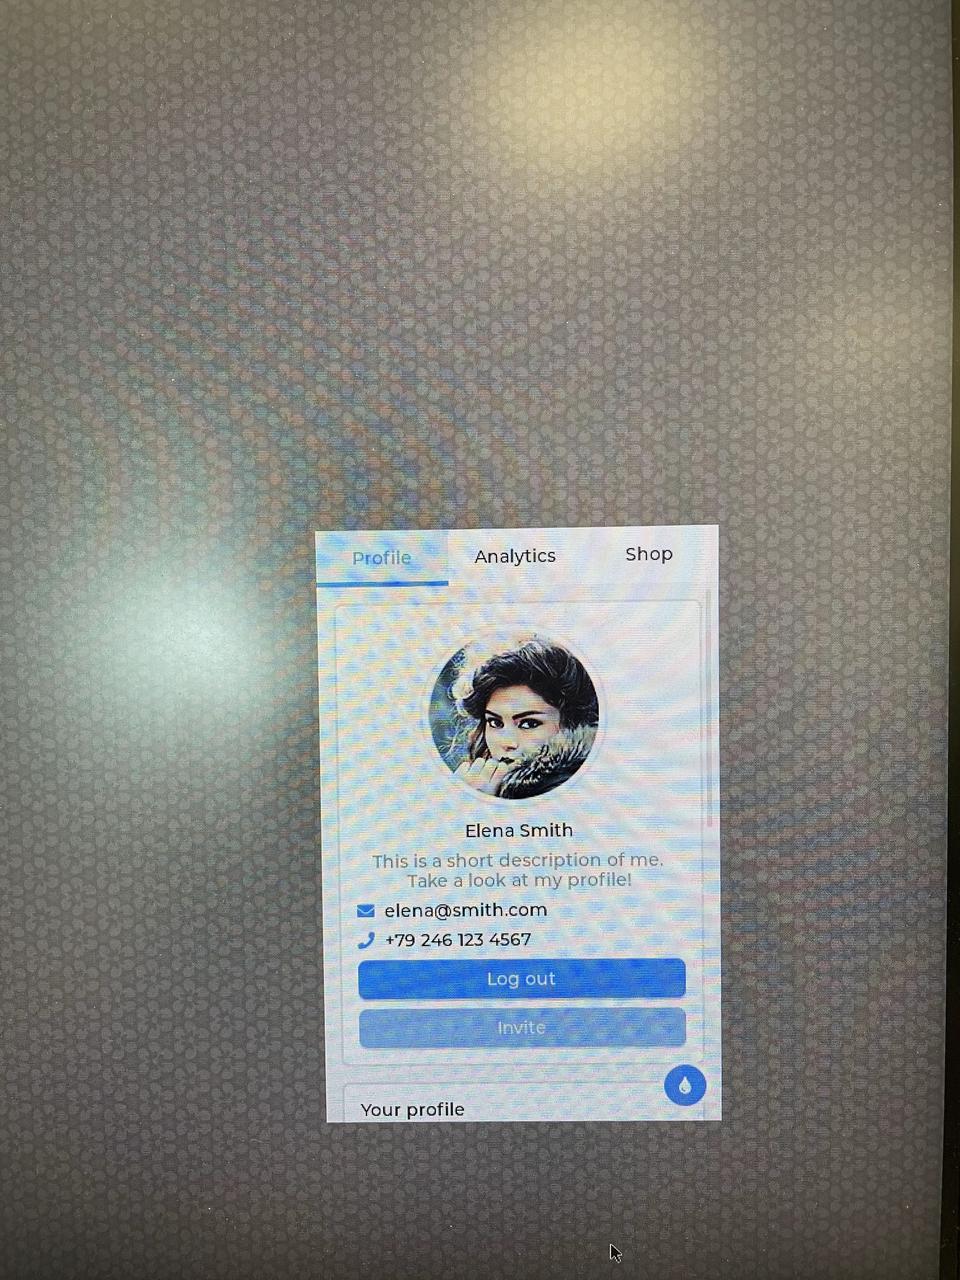 Profile Analytics Shop
Elena Smith
This is a short description of me.
Take a look at my profile!
elena@smith.com
+79 246 123 4567
Log out
Invite
Your profile